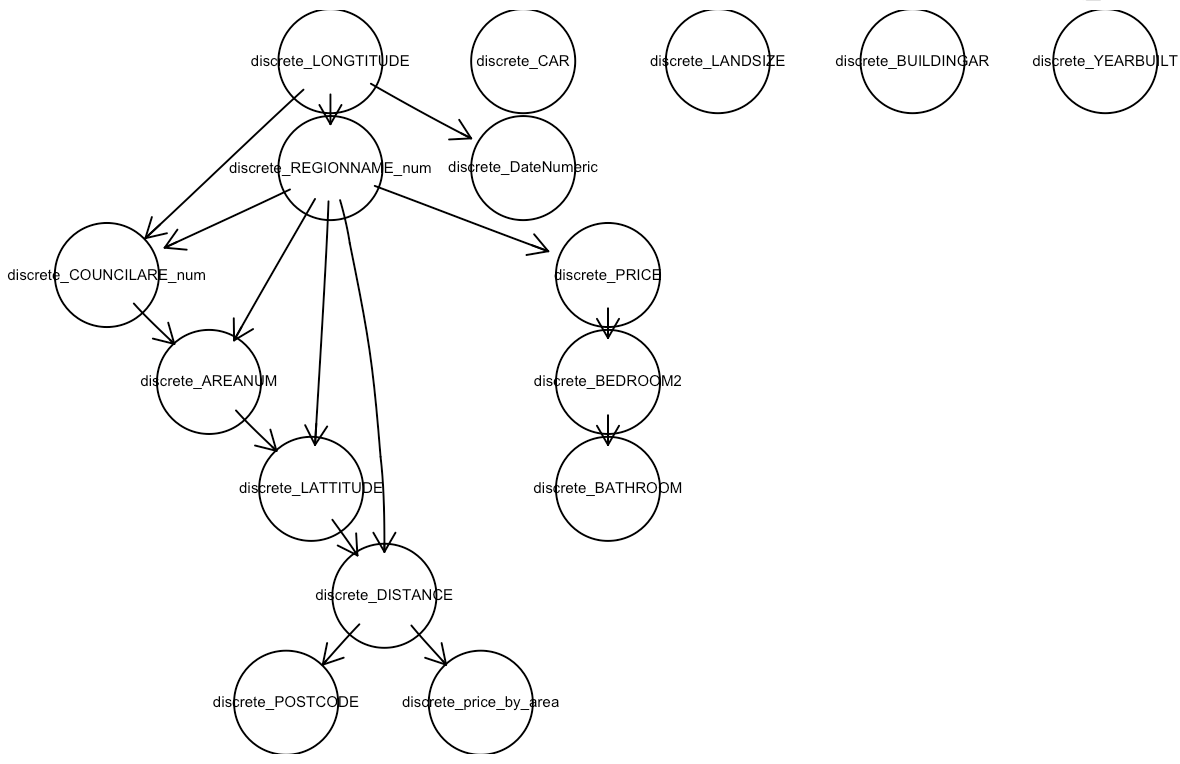 discrete_LONGTITUDE
discrete_CAR
discrete_LANDSIZE
discrete_BUILDINGAR
discrete_YEARBUILT
discrete_REGIONNAME_num
discrete_DateNumeric
discrete_COUNCILARE_num
discrete_PRICE
discrete_AREANUM
discrete_BEDROOM2
discrete_LATTITUDE
discrete_BATHROOM
discrete_DISTANCE
discrete_POSTCODE
discrete_price_by_area